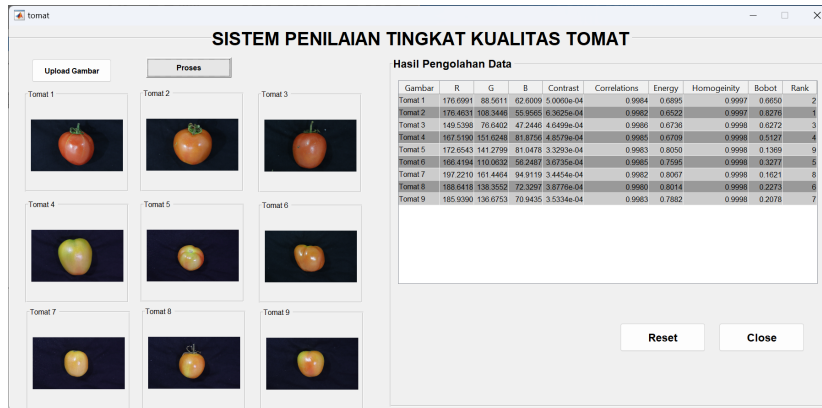 tomat
SISTEM PENILAIAN TINGKAT KUALITAS TOMAT
Upload Gambar
Proses
Tomat 1
Tomat 2
Tomat 3
Tomat 4
Tomat 5
Tomat 6
Tomat 7
Tomat 8
Tomat 9
Hasil Pengolahan Data
Gambar R G B Contrast Correlations Energy Homogeinity Bobot Rank
Tomat 1 176.6991 88.5611 62.6009 5.0060e-04 0.9984 0.6895 0.9997 0.6650 2
Tomat 2 176.4631 108.3446 55.9565 6.3625e-04 0.9982 0.6522 0.9997 0.8276 1
Tomat 3 149.5398 76.6402 47.2446 4.6499e-04 0.9986 0.6736 0.9998 0.6272 3
Tomat 4 167.5190 151.6248 81.8756 4.8579e-04 0.9985 0.6709 0.9998 0.5127 4
Tomat 5 172.6543 141.2799 81.0478 3.3293e-04 0.9983 0.8050 0.9998 0.1369 9
Tomat 6 166.4194 110.0632 56.2487 3.6735e-04 0.9985 0.7595 0.9998 0.3277 5
Tomat 7 197.2210 161.4464 94.9119 3.4454e-04 0.9982 0.8067 0.9998 0.1621 8
Tomat 8 188.6418 138.3552 72.3297 3.8776e-04 0.9980 0.8014 0.9998 0.2273 6
Tomat 9 185.9390 136.6753 70.9435 3.5334e-04 0.9983 0.7882 0.9998 0.2078 7
Reset
Close